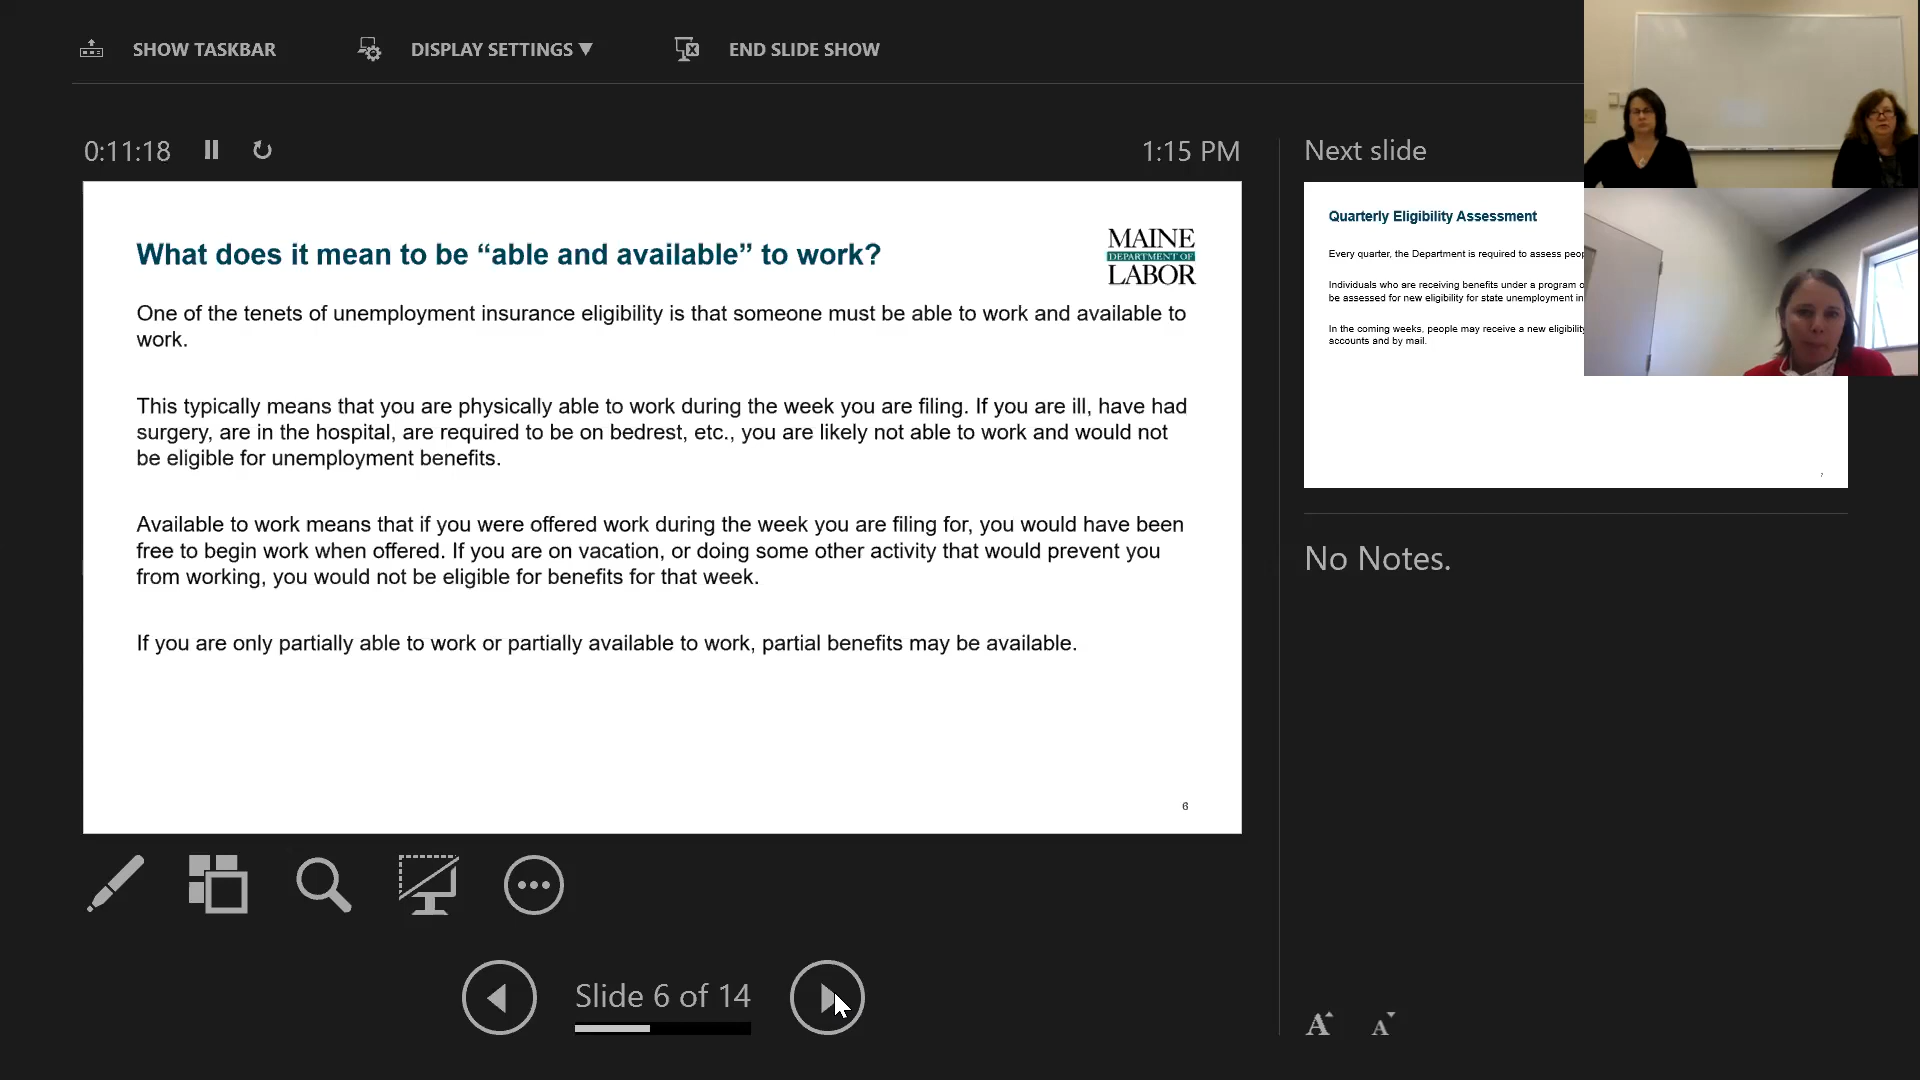 SHOW TASKBAR
DISPLAY SETTINGS ▼
END SLIDE SHOW
0:11:18
1:15 PM
What does it mean to be “able and available” to work?
MAINE
DEPARTMENT OF
LABOR
One of the tenets of unemployment insurance eligibility is that someone must be able to work and available to
work.
This typically means that you are physically able to work during the week you are filing. If you are ill, have had
surgery, are in the hospital, are required to be on bedrest, etc., you are likely not able to work and would not
be eligible for unemployment benefits.
Available to work means that if you were offered work during the week you are filing for, you would have been
free to begin work when offered. If you are on vacation, or doing some other activity that would prevent you
from working, you would not be eligible for benefits for that week.
If you are only partially able to work or partially available to work, partial benefits may be available.
6
Slide 6 of 14
Next slide
Quarterly Eligibility Assessment
Every quarter, the Department is required to assess
Individuals who are receiving benefits under a program
be assessed for new eligibility for state unemployment
In the coming weeks, people may receive a new eligibility
accounts and by mail.
7
No Notes.
A
A